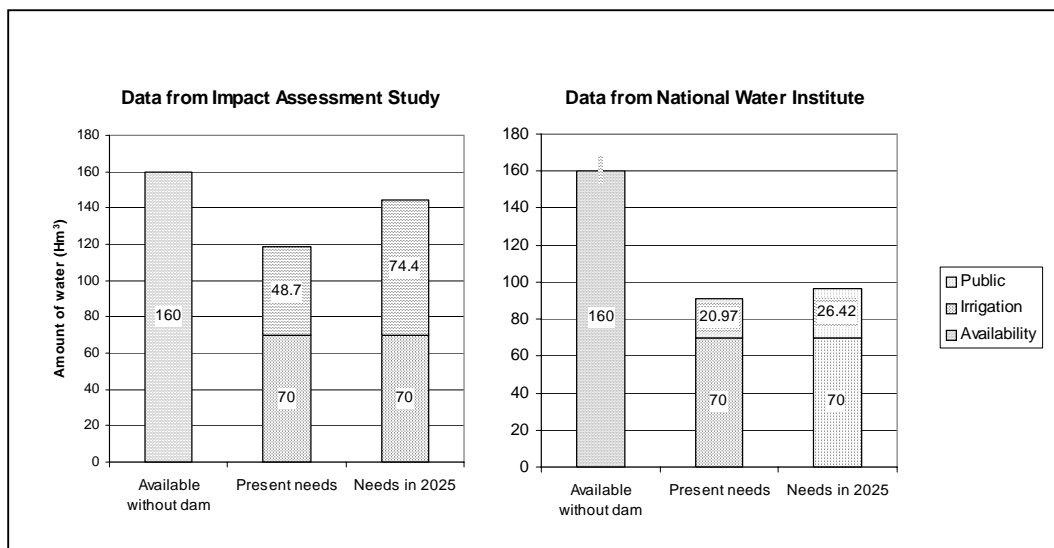 Data from Impact Assessment Study
Amount of water (Hm³)
180
160
140
120
100
80
60
40
20
0
160
48.7
70
74.4
70
Available
without dam
Present needs
Needs in 2025
Data from National Water Institute
180
160
140
120
100
80
60
40
20
0
160
20.97
70
26.42
70
Available
without dam
Present needs
Needs in 2025
Public
Irrigation
Availability